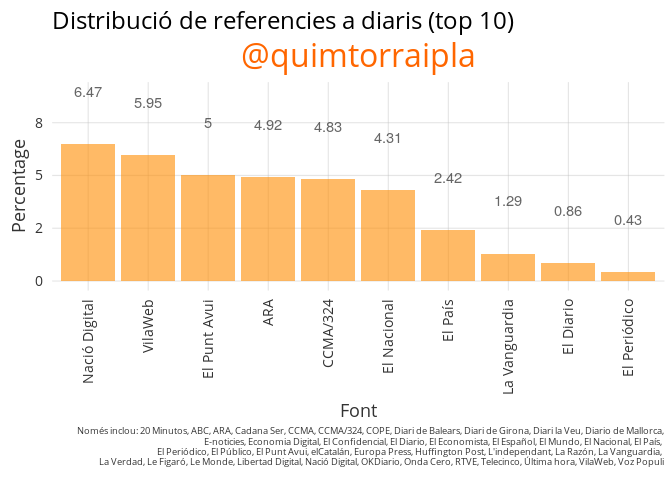 Distribució de referencies a diaris (top 10)
@quimtorraipla
Percentage
8
5
2
0
6.47
5.95
5
4.92
4.83
4.31
2.42
1.29
0.86
0.43
Nació Digital
VilaWeb
El Punt Avui
ARA
CCMA/324
El Nacional
El País
La Vanguardia
El Diario
El Periódico
Font
Només inclou: 20 Minutos, ABC, ARA, Cadana Ser, CCMA, CCMA/324, COPE, Diari de Balears, Diari de Girona, Diari la Veu, Diario de Mallorca,
E-noticies, Economia Digital, El Confidencial, El Diario, El Economista, El Español, El Mundo, El Nacional, El País,
El Periódico, El Público, El Punt Avui, elCatalán, Europa Press, Huffington Post, L'independant, La Razón, La Vanguardia,
La Verdad, Le Figaró, Le Monde, Libertad Digital, Nació Digital, OKDiario, Onda Cero, RTVE, Telecinco, Última hora, VilaWeb, Voz Populi